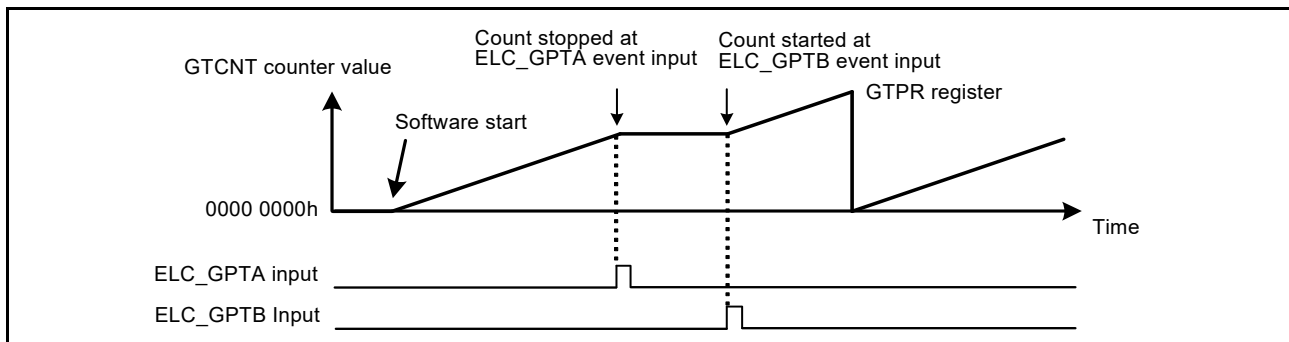 Count stopped at
ELC_GPTA event input
Count started at
ELC_GPTB event input
GTCNT counter value
GTPR register
Software start
0000 0000h
Time
ELC_GPTA input
ELC_GPTB Input